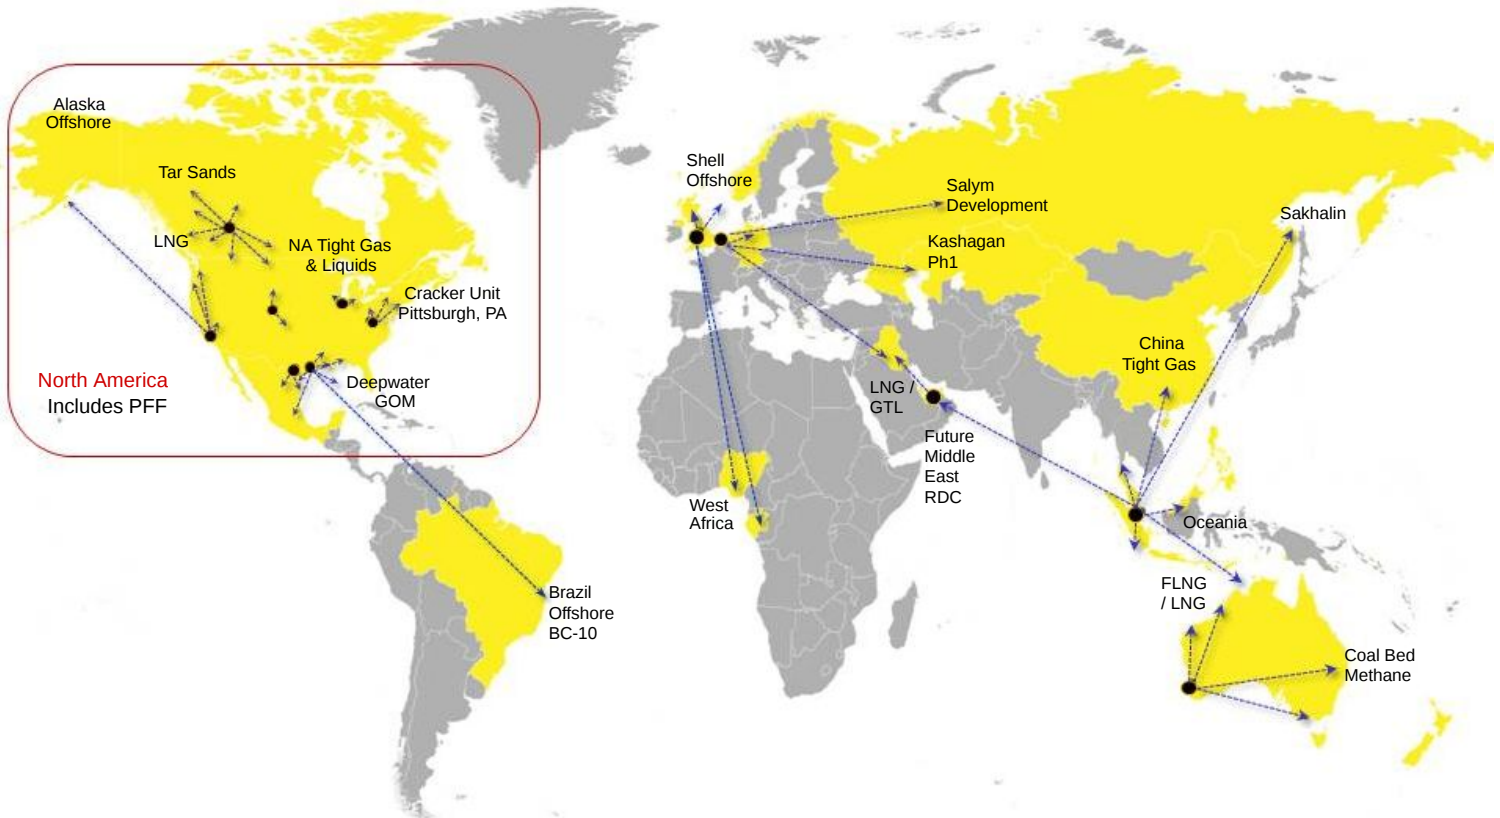 Alaska
Offshore
Tar Sands
LNG
NA Tight Gas
& Liquids
Cracker Unit
Pittsburgh, PA
North America
Includes PFF
Deepwater
GOM
Brazil
Offshore
BC-10
Shell
Offshore
Salym
Development
Kashagan
Ph1
Sakhalin
China
Tight Gas
LNG /
GTL
Future
Middle
East
RDC
West
Africa
Oceania
FLNG
/ LNG
Coal Bed
Methane